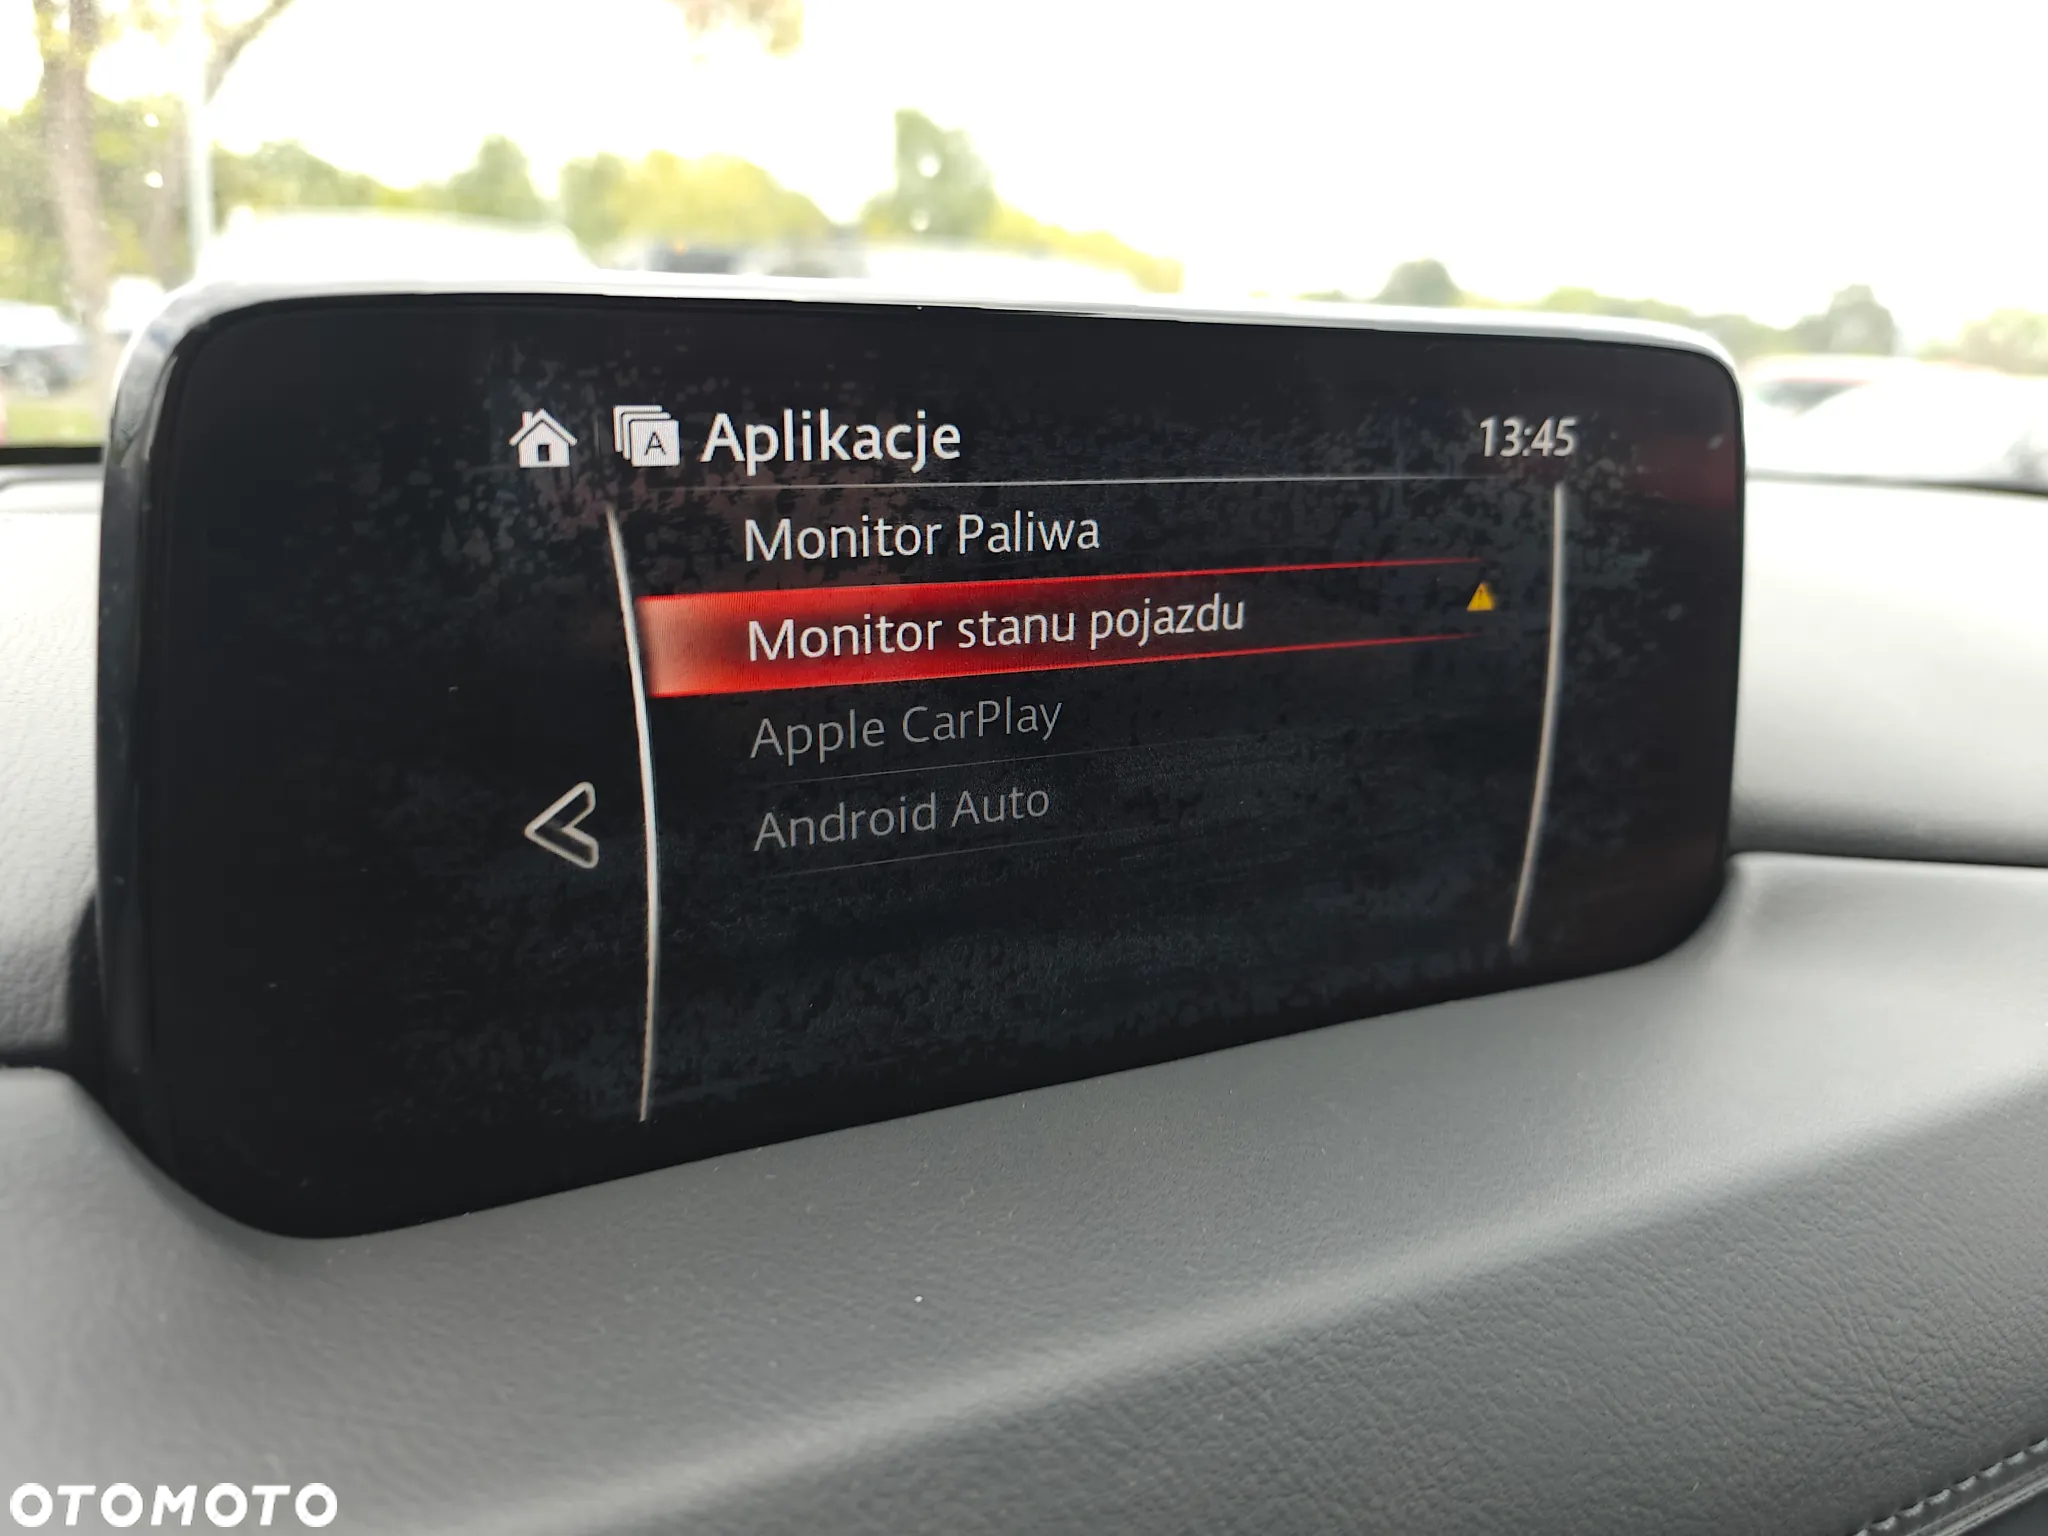 Aplikacje 13:45
Monitor Paliwa
Monitor stanu pojazdu
Apple CarPlay
Android Auto
OTOMOTO